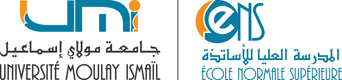 umi
جامعة مولاي إسماعيل
UNIVERSITÉ MOULAY ISMAÏL
ENS
المدرسة العليا للأساتذة
ÉCOLE NORMALE SUPÉRIEURE